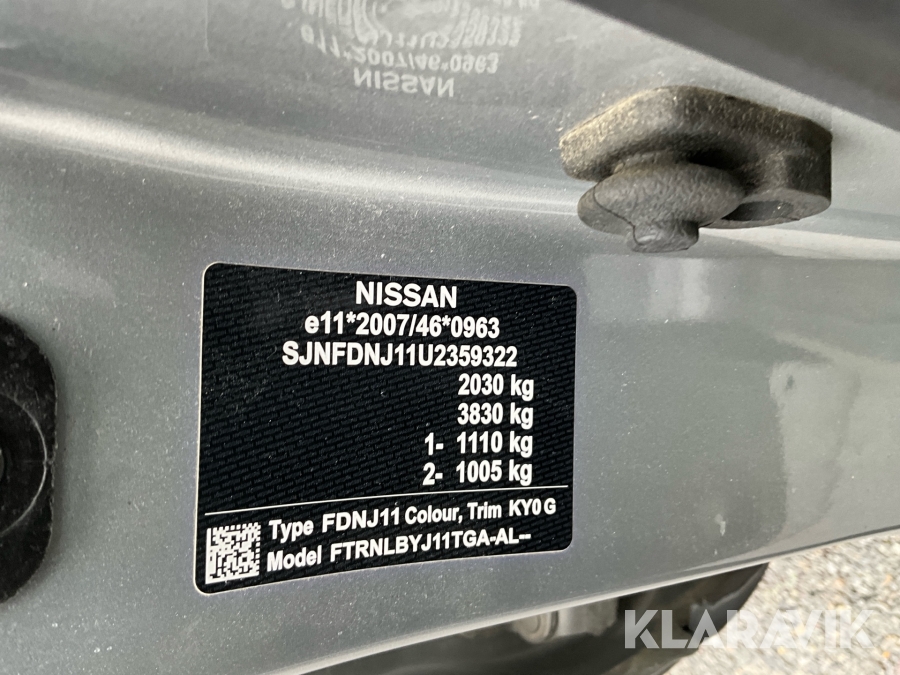 NISSAN
e11*2007/46*0963
SJNFDNJ11U2359322
2030 kg
3830 kg
1- 1110 kg
2- 1005 kg
Type FDNJ11 Colour, Trim KY0 G
Model FTRNLBYJ11TGA-AL--
KLARAVIK